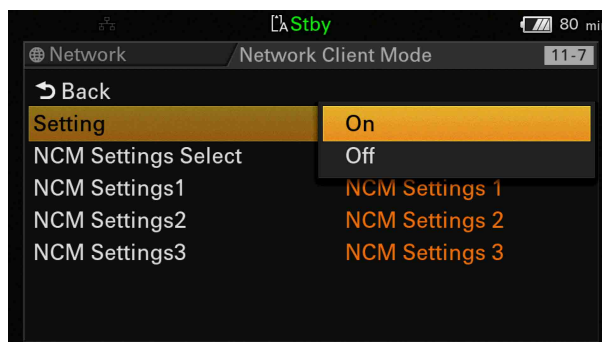 A Stby 80 mi
Network Network Client Mode 11-7
Back
Setting On
NCM Settings Select Off
NCM Settings1 NCM Settings 1
NCM Settings2 NCM Settings 2
NCM Settings3 NCM Settings 3